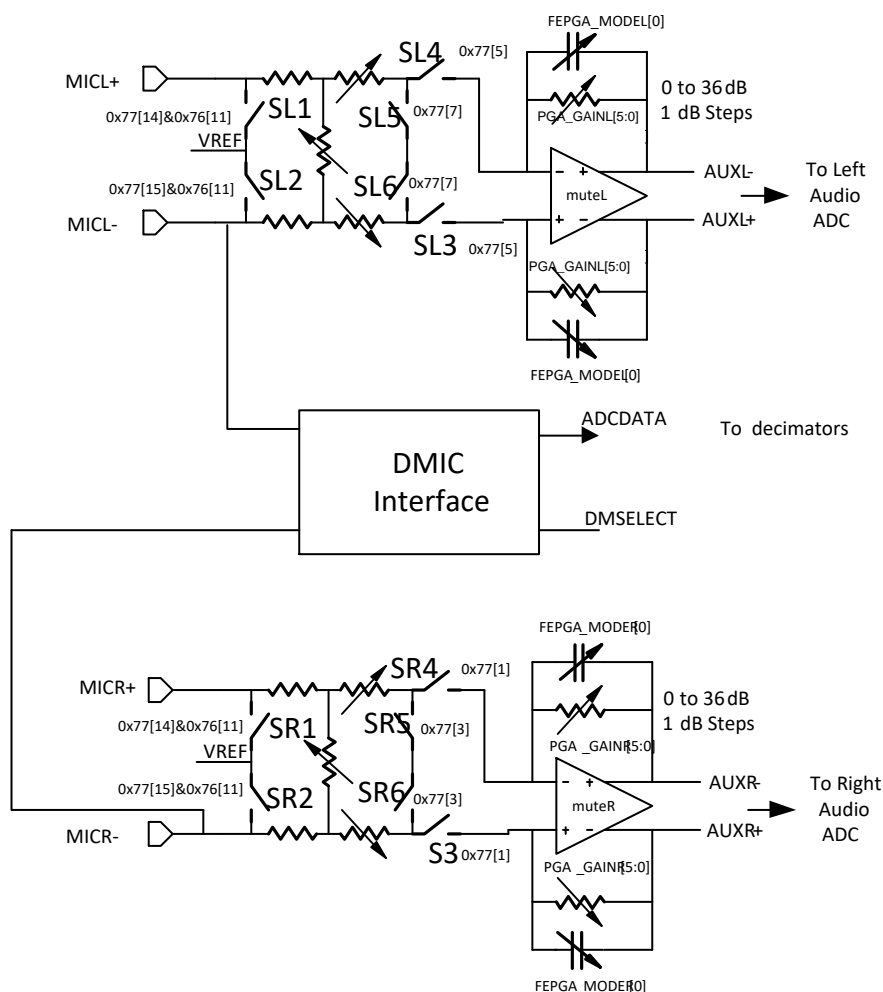 FEPGA_MODEL[0]
SL4 0x77[5]
MICL+
0 to 36 dB
1 dB Steps
SL1
SL5
0x77[14]&0x76[11]
0x77[7]
PGA_GAINL[5:0]
VREF
AUXL-
To Left
Audio
ADC
SL2
SL6
0x77[15]&0x76[11]
0x77[7]
muteL
MICL-
AUXL+
SL3
0x77[5]
PGA_GAINL[5:0]
FEPGA_MODEL[0]
ADCDATA
To decimators
DMIC
Interface
DMSELECT
FEPGA_MODER[0]
SR4 0x77[1]
MICR+
0 to 36 dB
1 dB Steps
SR1
SR5
0x77[14]&0x76[11]
0x77[3]
PGA _GAINR[5:0]
VREF
AUXR-
To Right
Audio
ADC
SR2
SR6
0x77[15]&0x76[11]
0x77[3]
muteR
MICR-
AUXR+
S3 0x77[1]
PGA _GAINR[5:0]
FEPGA_MODER[0]